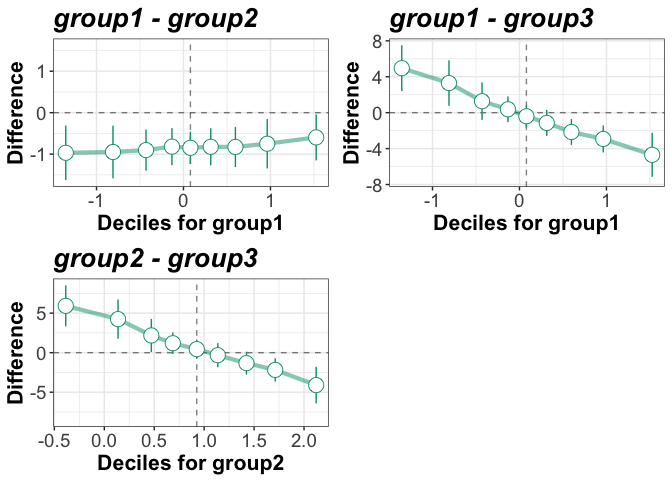 group1 - group2
Difference
1
0
-1
-1
0
1
Deciles for group1
group1 - group3
Difference
8
4
0
-4
-8
-1
0
1
Deciles for group1
group2 - group3
Difference
5
0
-5
-0.5
0.0
0.5
1.0
1.5
2.0
Deciles for group2